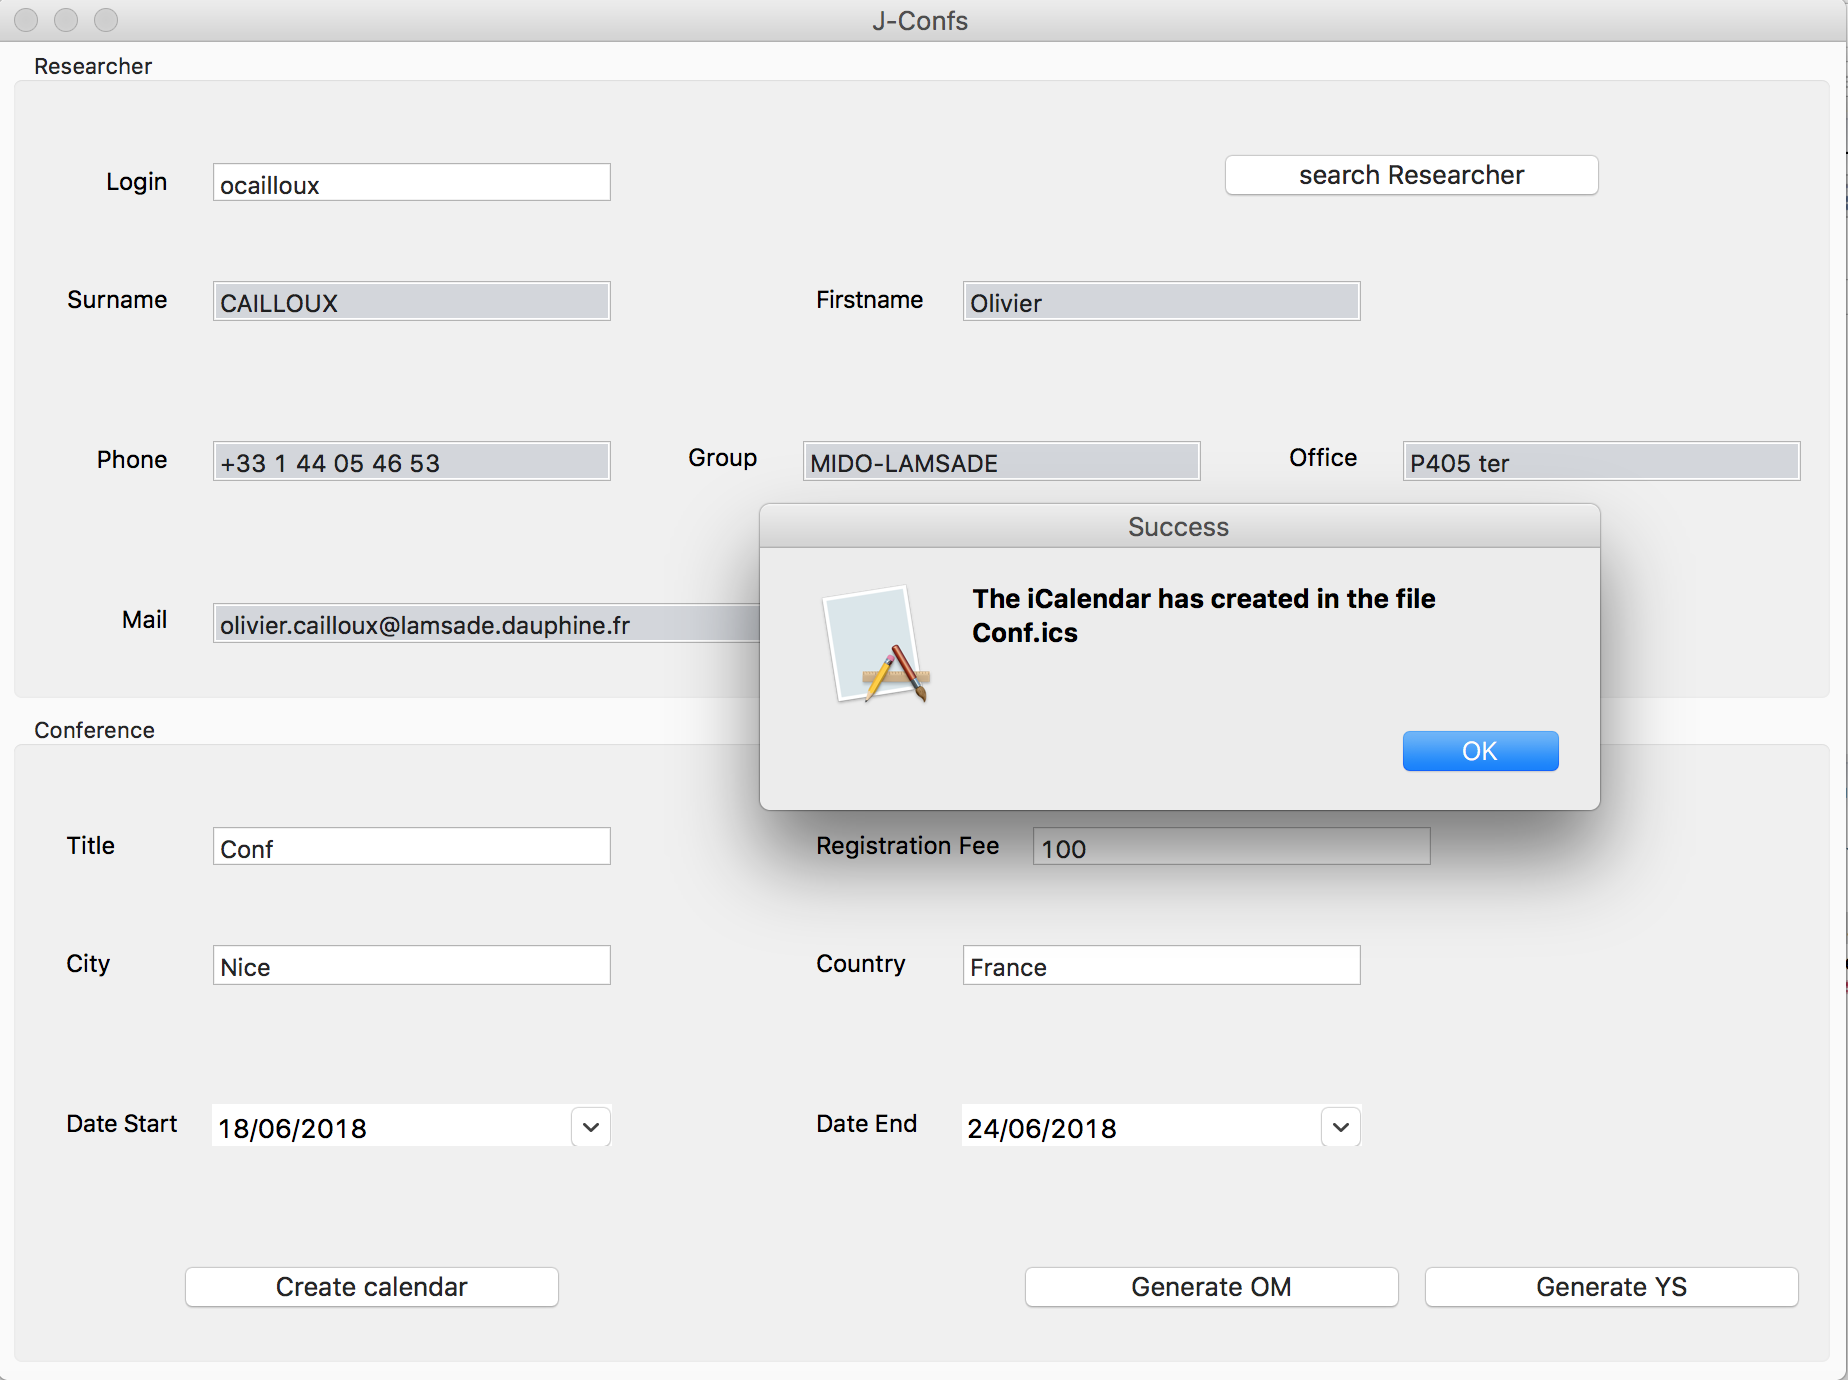 J-Confs
Researcher
Login ocailloux search Researcher
Surname CAILLOUX Firstname Olivier
Phone +33 1 44 05 46 53 Group MIDO-LAMSADE Office P405 ter
Success
The iCalendar has created in the file
Conf.ics
OK
Mail olivier.cailloux@lamsade.dauphine.fr
Conference
Title Conf Registration Fee 100
City Nice Country France
Date Start 18/06/2018 Date End 24/06/2018
Create calendar Generate OM Generate YS